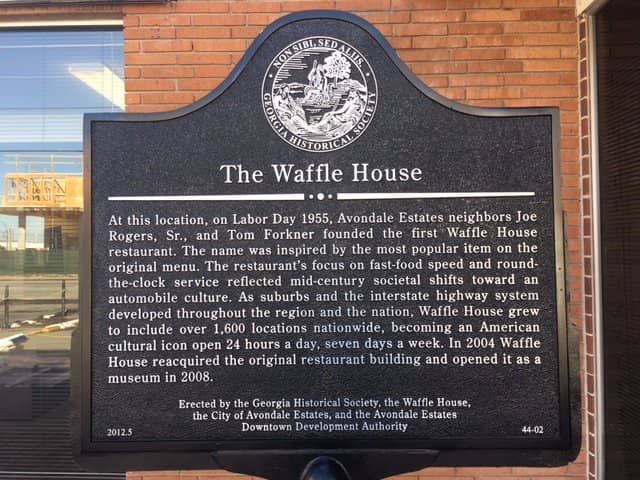 NON SIBI, SED ALIIS.
GEORGIA HISTORICAL SOCIETY
The Waffle House
At this location, on Labor Day 1955, Avondale Estates neighbors Joe
Rogers, Sr., and Tom Forkner founded the first Waffle House
restaurant. The name was inspired by the most popular item on the
original menu. The restaurant's focus on fast-food speed and round-
the-clock service reflected mid-century societal shifts toward an
automobile culture. As suburbs and the interstate highway system
developed throughout the region and the nation, Waffle House grew
to include over 1,600 locations nationwide, becoming an American
cultural icon open 24 hours a day, seven days a week. In 2004 Waffle
House reacquired the original restaurant building and opened it as a
museum in 2008.
Erected by the Georgia Historical Society, the Waffle House,
the City of Avondale Estates, and the Avondale Estates
Downtown Development Authority
2012.5
44-02